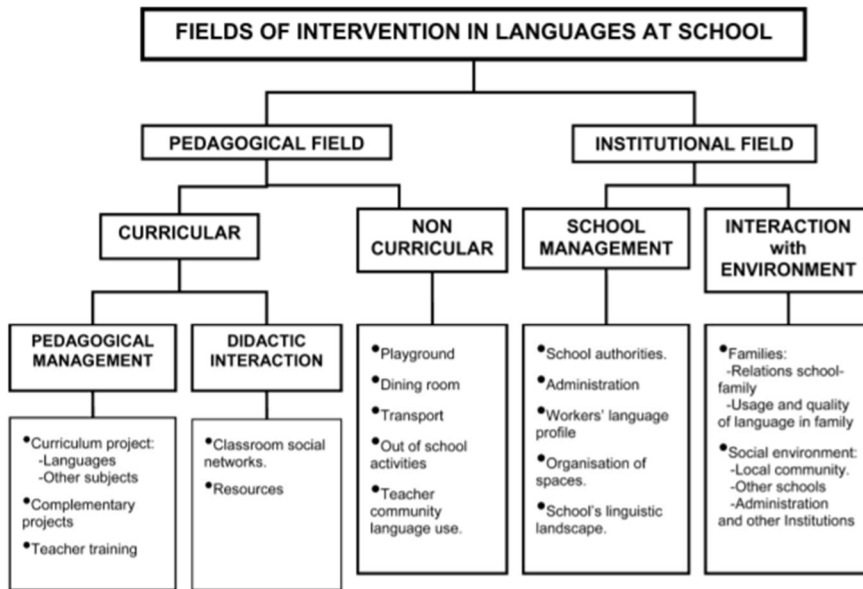 FIELDS OF INTERVENTION IN LANGUAGES AT SCHOOL
PEDAGOGICAL FIELD
INSTITUTIONAL FIELD
CURRICULAR
NON
CURRICULAR
SCHOOL
MANAGEMENT
INTERACTION
with
ENVIRONMENT
PEDAGOGICAL
MANAGEMENT
DIDACTIC
INTERACTION
•Curriculum project:
-Languages
-Other subjects
•Complementary
projects
•Teacher training
•Classroom social
networks.
•Resources
•Playground
•Dining room
•Transport
•Out of school
activities
•Teacher
community
language use.
•School authorities.
•Administration
•Workers' language
profile
•Organisation of
spaces.
•School's linguistic
landscape.
•Families:
-Relations school-
family
-Usage and quality
of language in family
•Social environment:
-Local community.
-Other schools
-Administration
and other Institutions